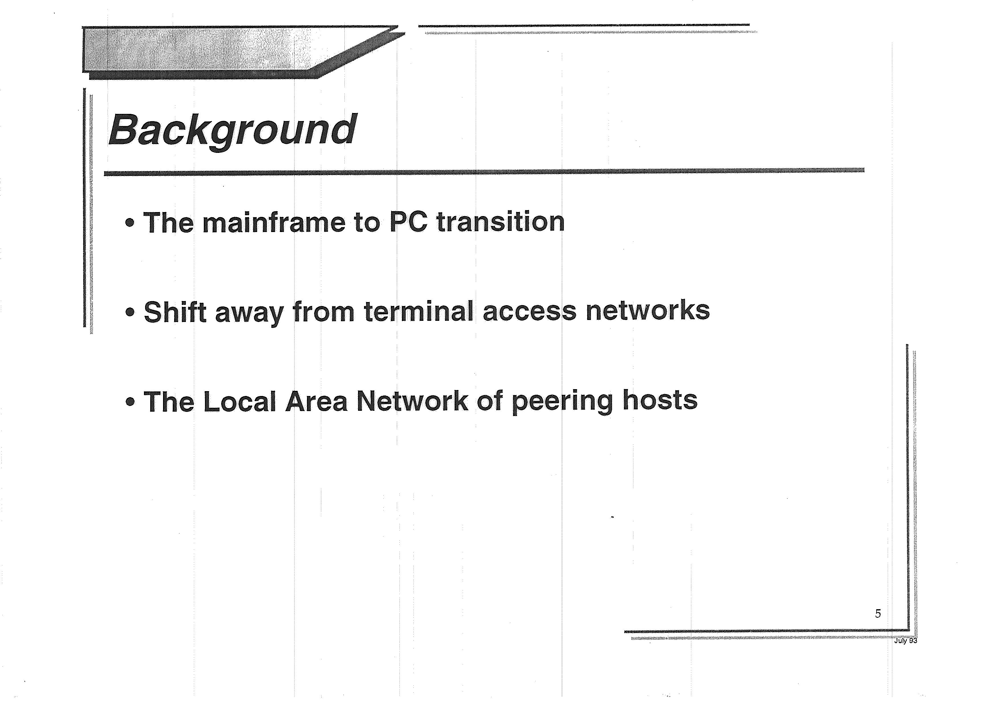 Background
• The mainframe to PC transition
• Shift away from terminal access networks
• The Local Area Network of peering hosts
5
July 93